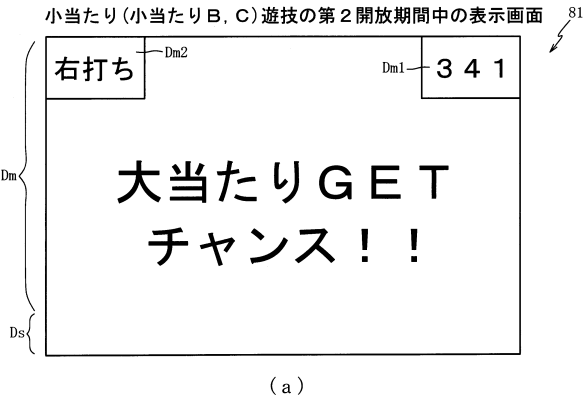 小当たり(小当たりB,C)遊技の第2開放期間中の表示画面
81
右打ち
Dm2
Dm1
341
Dm
大当たりGET
チャンス!!
Ds
(a)